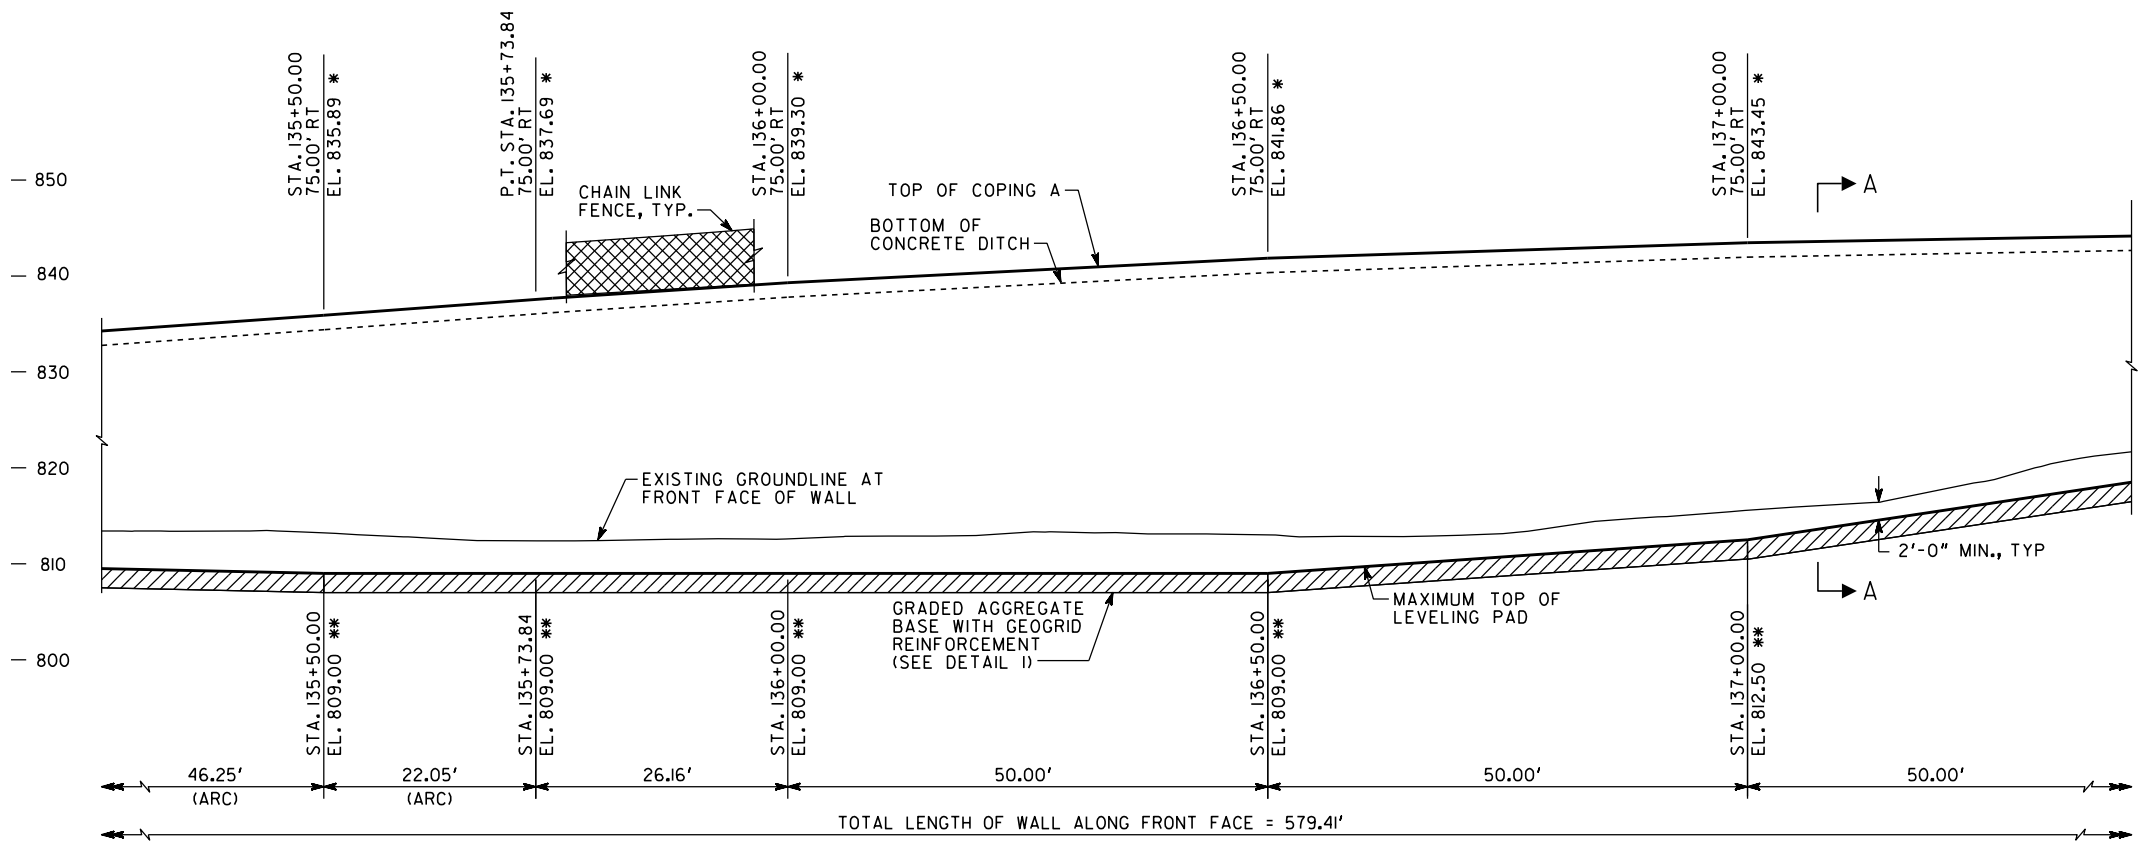 STA. 135+50.00
75.00' RT
EL. 835.89 *
P.T. STA. 135+73.84
75.00' RT
EL. 837.69 *
STA. 136+00.00
75.00' RT
EL. 839.30 *
STA. 136+50.00
75.00' RT
EL. 841.86 *
STA. 137+00.00
75.00' RT
EL. 843.45 *
850
840
830
820
810
800
CHAIN LINK
FENCE, TYP.
TOP OF COPING A
BOTTOM OF
CONCRETE DITCH
A
EXISTING GROUNDLINE AT
FRONT FACE OF WALL
2'-0" MIN., TYP
A
GRADED AGGREGATE
BASE WITH GEOGRID
REINFORCEMENT
(SEE DETAIL 1)
MAXIMUM TOP OF
LEVELING PAD
STA. 135+50.00
EL. 809.00 **
STA. 135+73.84
EL. 809.00 **
STA. 136+00.00
EL. 809.00 **
STA. 136+50.00
EL. 809.00 **
STA. 137+00.00
EL. 812.50 **
46.25'
(ARC)
22.05'
(ARC)
26.16'
50.00'
50.00'
50.00'
TOTAL LENGTH OF WALL ALONG FRONT FACE = 579.41'